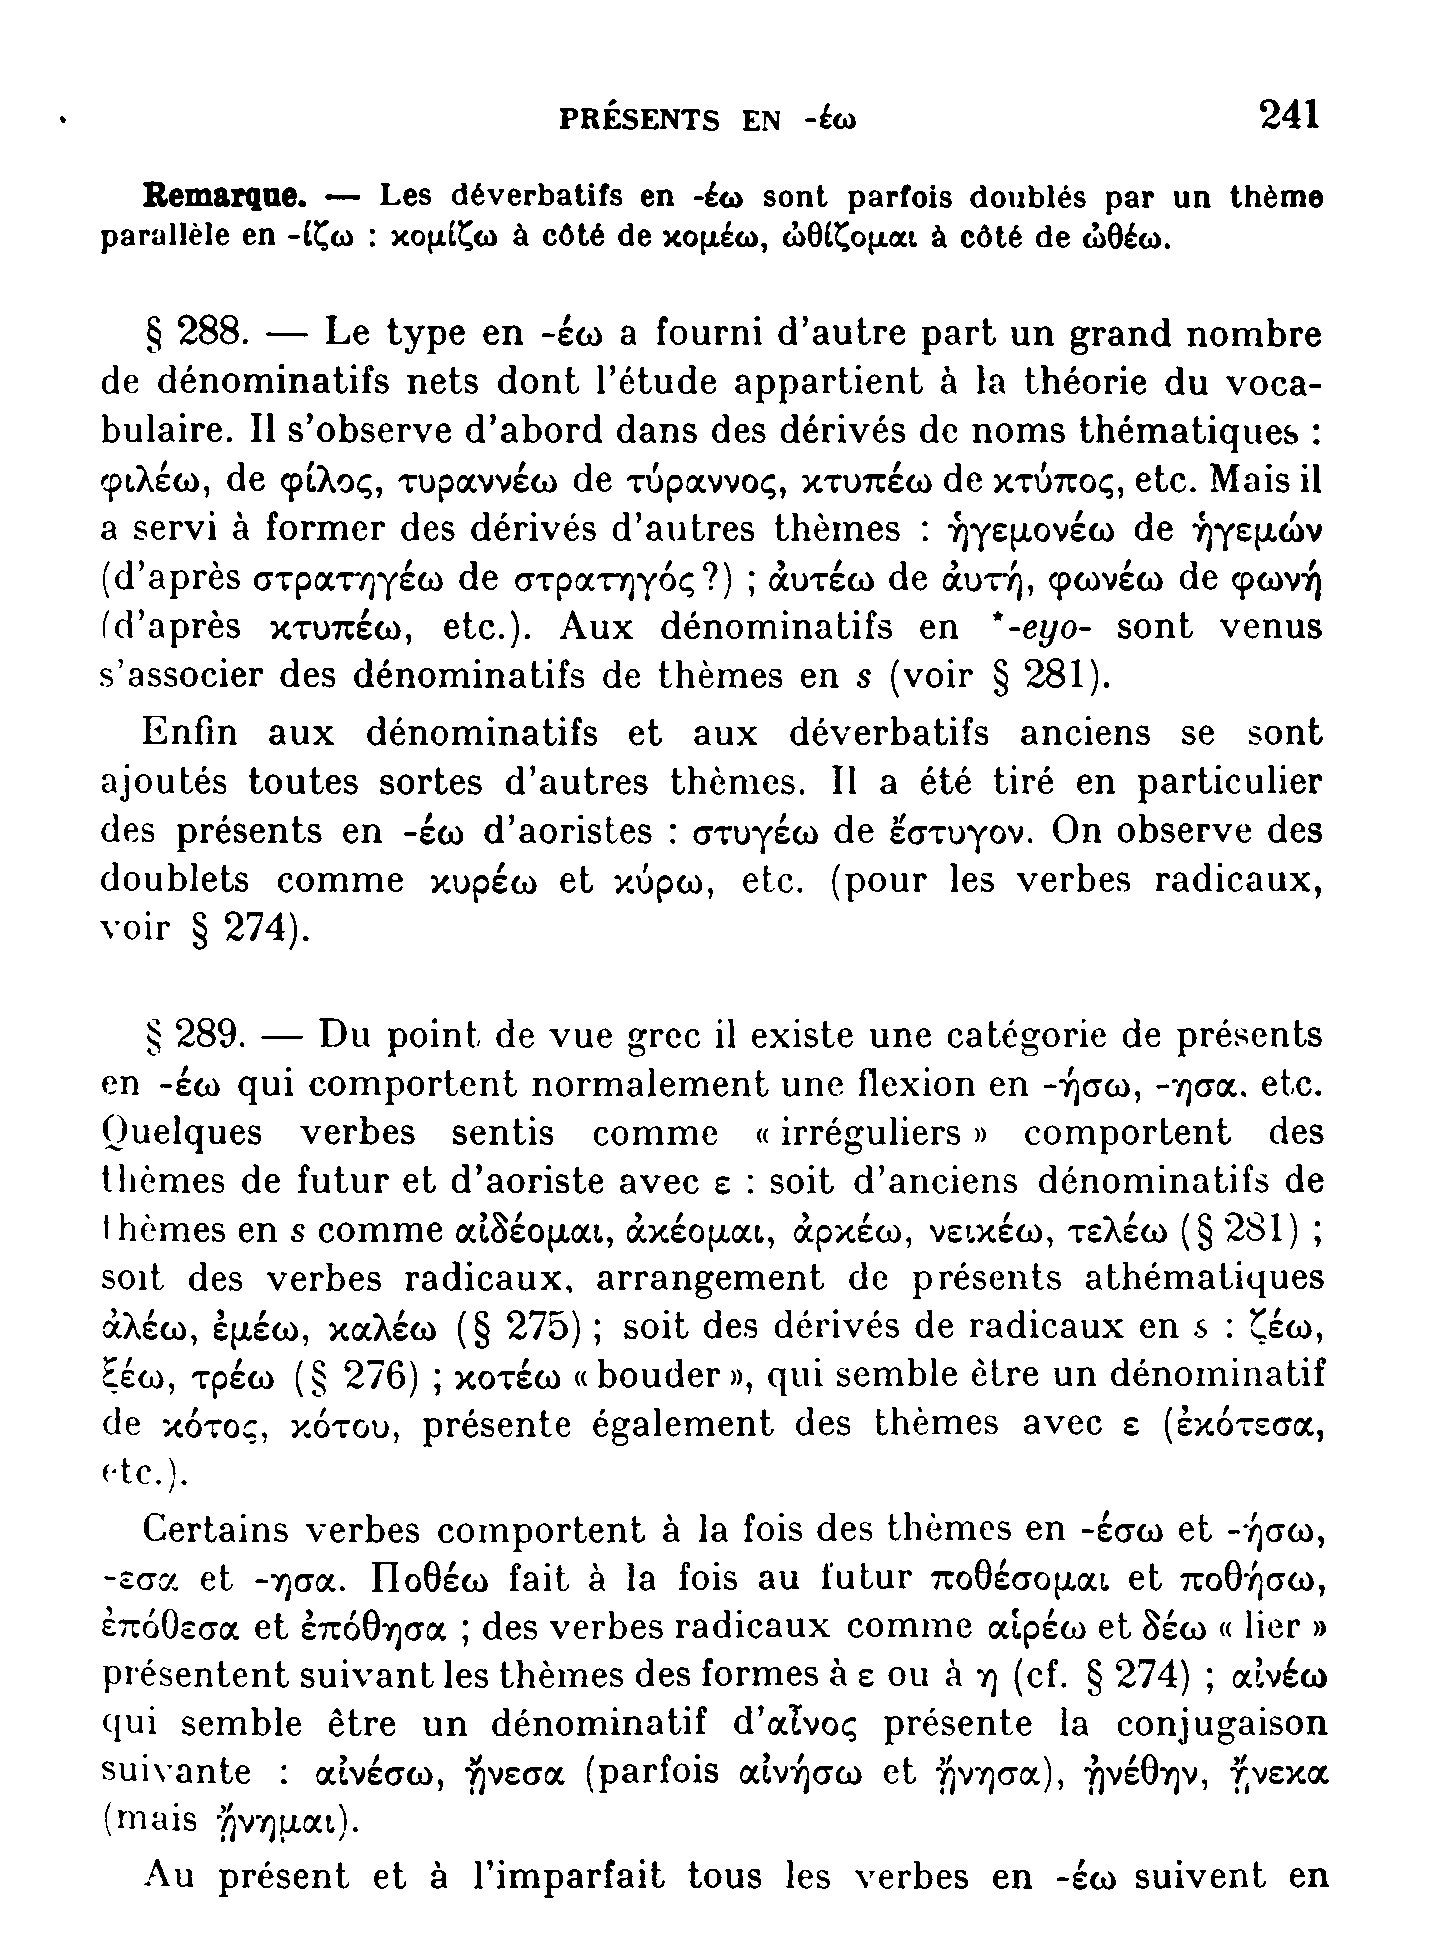 PRÉSENTS EN -έω 241
Remarque. — Les déverbatifs en -έω sont parfois doublés par un thème
parallèle en -ίζω : κομίζω à côté de κομέω, ὠθίζομαι à côté de ὠθέω.
§ 288. — Le type en -έω a fourni d'autre part un grand nombre
de dénominatifs nets dont l'étude appartient à la théorie du voca-
bulaire. Il s'observe d'abord dans des dérivés de noms thématiques :
φιλέω, de φίλος, τυραννέω de τύραννος, κτυπέω de κτύπος, etc. Mais il
a servi à former des dérivés d'autres thèmes : ἡγεμονέω de ἡγεμών
(d'après στρατηγέω de στρατηγός?) ; ἀυτέω de ἀυτή, φωνέω de φωνή
(d'après κτυπέω, etc.). Aux dénominatifs en *-eyo- sont venus
s'associer des dénominatifs de thèmes en s (voir § 281).
Enfin aux dénominatifs et aux déverbatifs anciens se sont
ajoutés toutes sortes d'autres thèmes. Il a été tiré en particulier
des présents en -έω d'aoristes : στυγέω de ἔστυγον. On observe des
doublets comme κυρέω et κύρω, etc. (pour les verbes radicaux,
voir § 274).
§ 289. — Du point de vue grec il existe une catégorie de présents
en -έω qui comportent normalement une flexion en -ήσω, -ησα. etc.
Quelques verbes sentis comme « irréguliers » comportent des
thèmes de futur et d'aoriste avec ε : soit d'anciens dénominatifs de
thèmes en s comme αἰδέομαι, ἀκέομαι, ἀρκέω, νεικέω, τελέω (§ 281) ;
soit des verbes radicaux, arrangement de présents athématiques
ἀλέω, ἐμέω, καλέω (§ 275) ; soit des dérivés de radicaux en s : ζέω,
ξέω, τρέω (§ 276) ; κοτέω « bouder », qui semble être un dénominatif
de κότος, κότου, présente également des thèmes avec ε (ἐκότεσα,
etc.).
Certains verbes comportent à la fois des thèmes en -έσω et -ήσω,
-εσα et -ησα. Ποθέω fait à la fois au futur ποθέσομαι et ποθήσω,
ἐπόθεσα et ἐπόθησα ; des verbes radicaux comme αἱρέω et δέω « lier »
présentent suivant les thèmes des formes à ε ou à η (cf. § 274) ; αἰνέω
qui semble être un dénominatif d'αἶνος présente la conjugaison
suivante : αἰνέσω, ᾔνεσα (parfois αἰνήσω et ᾔνησα), ᾐνέθην, ᾔνεκα
(mais ᾔνημαι).
Au présent et à l'imparfait tous les verbes en -έω suivent en